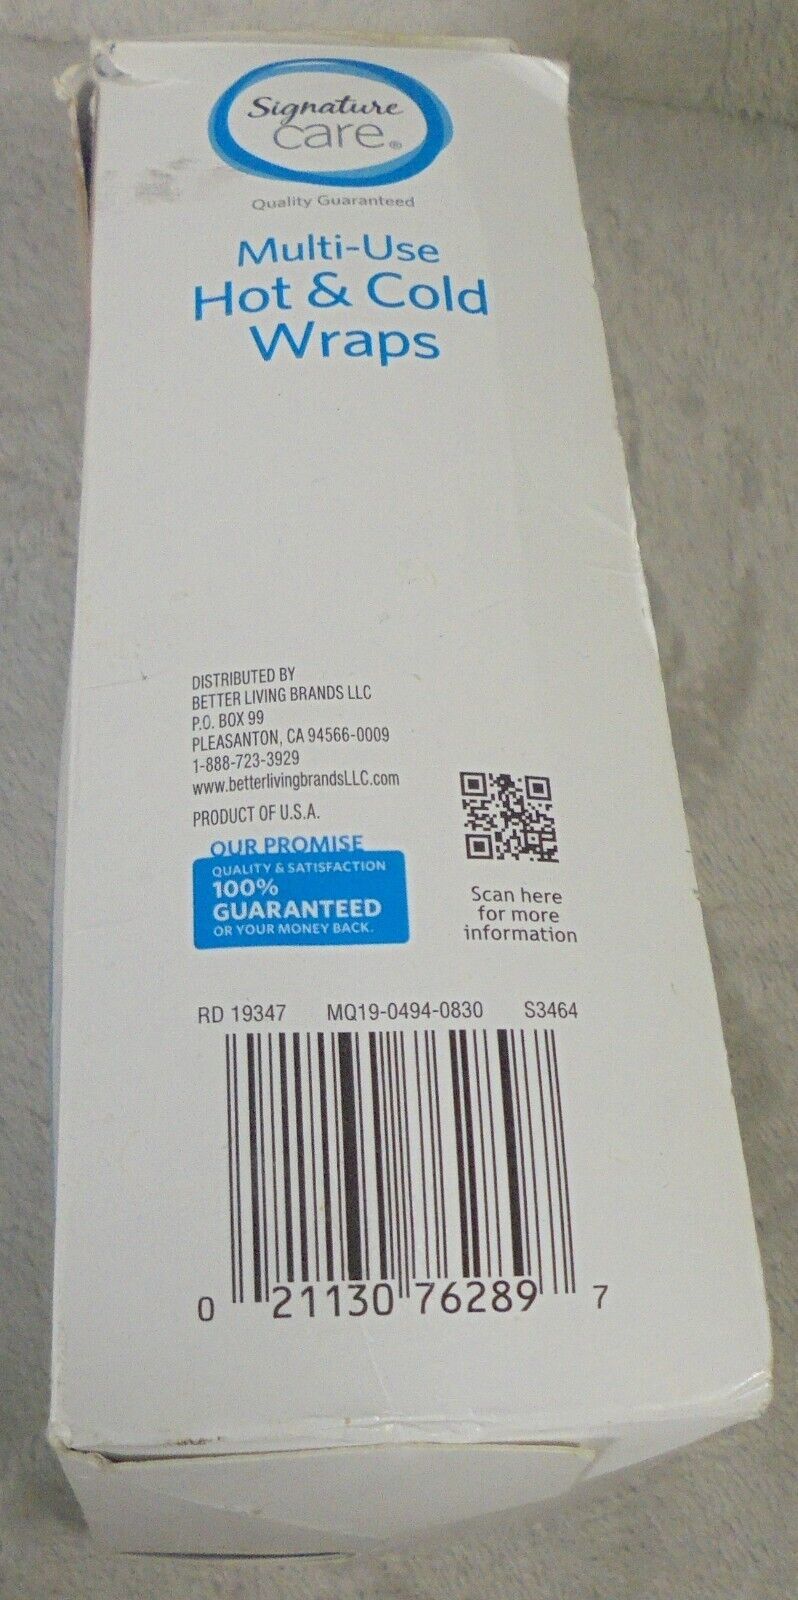 Signature
care®
Quality Guaranteed
Multi-Use
Hot & Cold
Wraps
DISTRIBUTED BY
BETTER LIVING BRANDS LLC
P.O. BOX 99
PLEASANTON, CA 94566-0009
1-888-723-3929
www.betterlivingbrandsLLC.com
PRODUCT OF U.S.A.
OUR PROMISE
QUALITY & SATISFACTION
100%
GUARANTEED
OR YOUR MONEY BACK.
Scan here
for more
information
RD 19347 MQ19-0494-0830 S3464
0 21130 76289 7